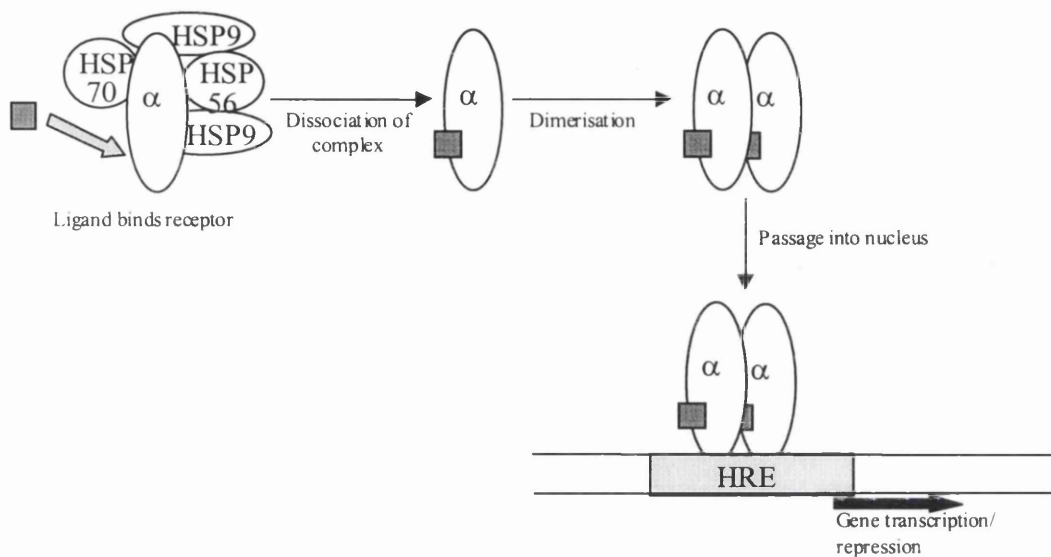 HSP9
HSP
70
α
HSP
56
HSP9
Ligand binds receptor
Dissociation of
complex
α
Dimerisation
α α
Passage into nucleus
α α
HRE
Gene transcription/
repression